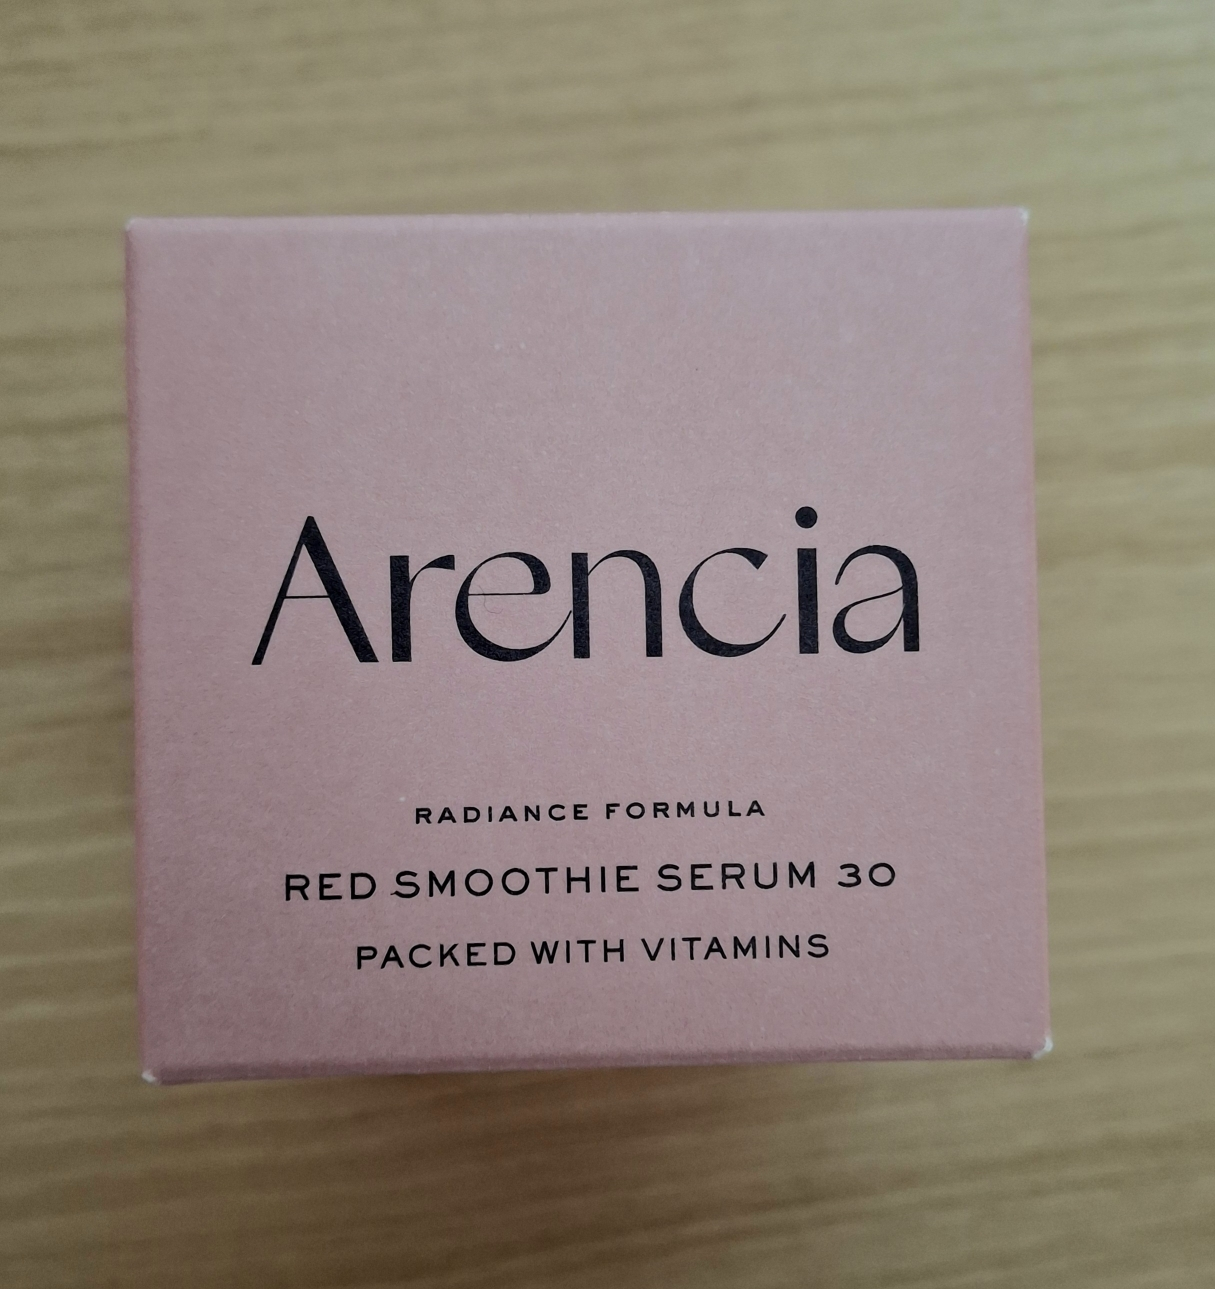 Arencia
RADIANCE FORMULA
RED SMOOTHIE SERUM 30
PACKED WITH VITAMINS